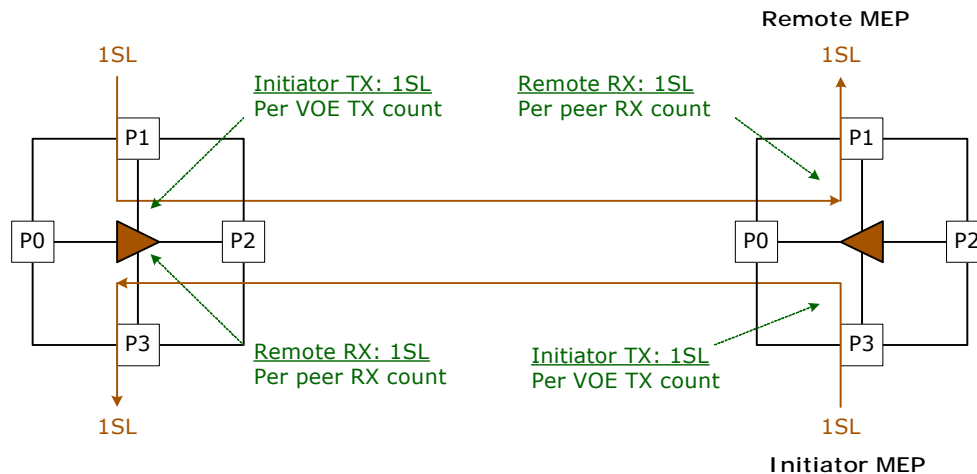 Remote MEP
1SL
1SL
Initiator TX: 1SL
Per VOE TX count
Remote RX: 1SL
Per peer RX count
P1
P1
P0
P2
P0
P2
P3
P3
Remote RX: 1SL
Per peer RX count
Initiator TX: 1SL
Per VOE TX count
1SL
1SL
Initiator MEP